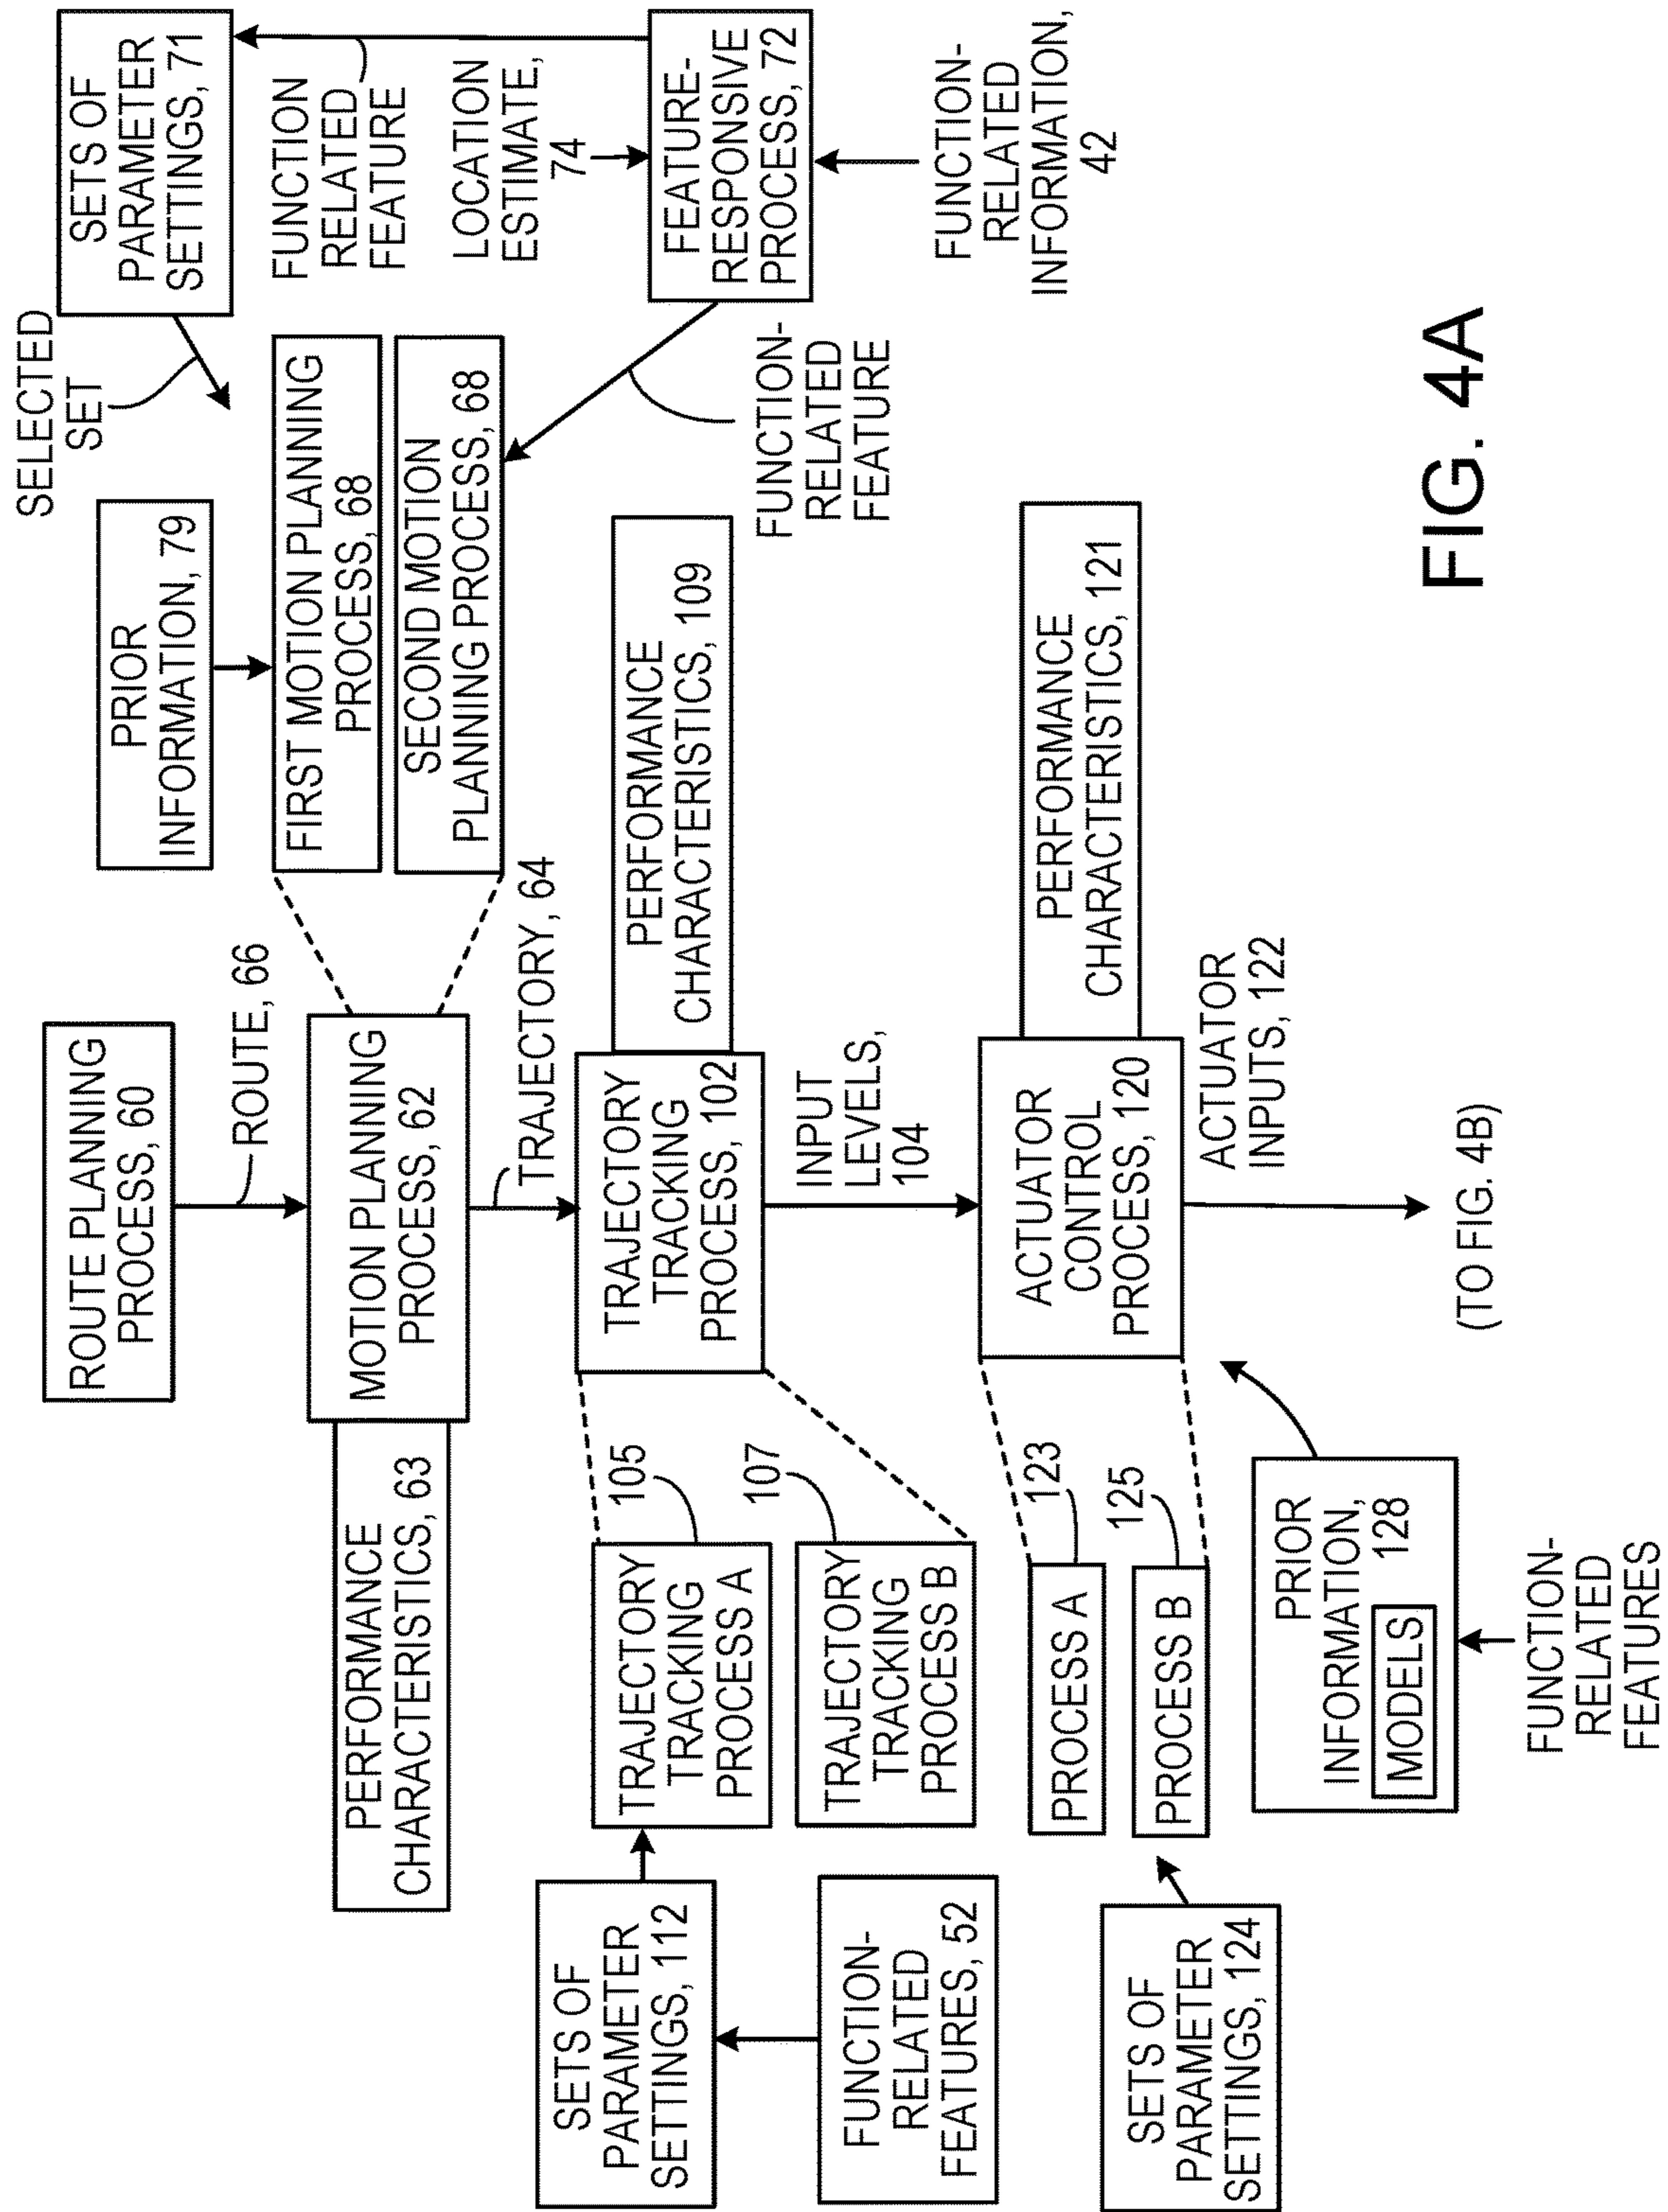 ROUTE PLANNING
PROCESS, 60
ROUTE, 66
PERFORMANCE
CHARACTERISTICS, 63
MOTION PLANNING
PROCESS, 62
TRAJECTORY, 64
PRIOR
INFORMATION, 79
FIRST MOTION PLANNING
PROCESS, 68
SECOND MOTION
PLANNING PROCESS, 68
SELECTED
SET
SETS OF
PARAMETER
SETTINGS, 71
FUNCTION
RELATED
FEATURE
LOCATION
ESTIMATE,
74
FEATURE-
RESPONSIVE
PROCESS, 72
FUNCTION-
RELATED
INFORMATION,
42
FUNCTION-
RELATED
FEATURE
SETS OF
PARAMETER
SETTINGS, 112
FUNCTION-
RELATED
FEATURES, 52
TRAJECTORY
TRACKING
PROCESS A
105
TRAJECTORY
TRACKING
PROCESS B
107
TRAJECTORY
TRACKING
PROCESS, 102
PERFORMANCE
CHARACTERISTICS, 109
INPUT
LEVELS,
104
SETS OF
PARAMETER
SETTINGS, 124
PROCESS A
123
PROCESS B
125
ACTUATOR
CONTROL
PROCESS, 120
PERFORMANCE
CHARACTERISTICS, 121
ACTUATOR
INPUTS, 122
PRIOR
INFORMATION,
128
MODELS
FUNCTION-
RELATED
FEATURES
(TO FIG. 4B)
FIG. 4A